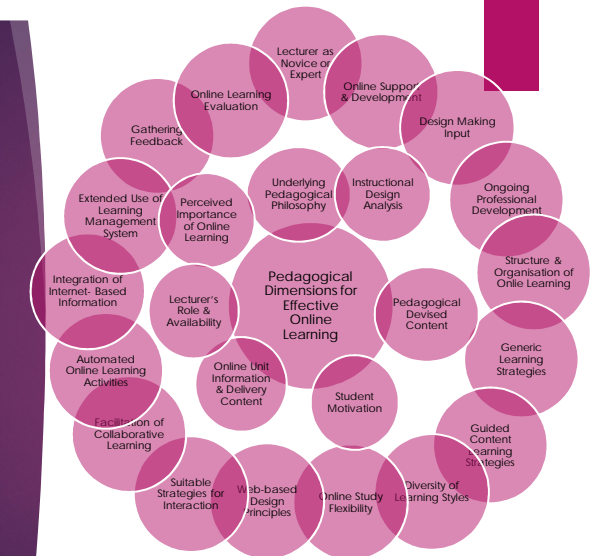 Lecturer as
Novice or
Expert
Online Support
& Development
Design Making
Input
Ongoing
Professional
Development
Structure &
Organisation of
Onlie Learning
Generic
Learning
Strategies
Guided
Content
Learning
Strategies
Diversity of
Learning Styles
Online Study
Flexibility
Web-based
Design
Principles
Suitable
Strategies for
Interaction
Facilitation of
Collaborative
Learning
Automated
Online Learning
Activities
Integration of
Internet- Based
Information
Extended Use of
Learning
Management
System
Gathering
Feedback
Online Learning
Evaluation
Underlying
Pedagogical
Philosophy
Instructional
Design
Analysis
Pedagogical
Devised
Content
Student
Motivation
Online Unit
Information
& Delivery
Content
Lecturer's
Role &
Availability
Perceived
Importance
of Online
Learning
Pedagogical
Dimensions for
Effective
Online
Learning